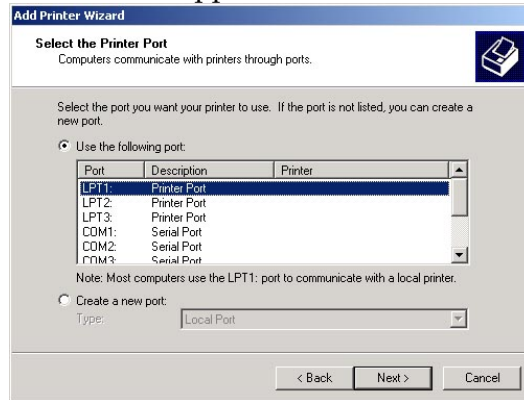 Add Printer Wizard
Select the Printer Port
Computers communicate with printers through ports.
Select the port you want your printer to use. If the port is not listed, you can create a
new port.
Use the following port:
Port Description Printer
LPT1: Printer Port
LPT2: Printer Port
LPT3: Printer Port
COM1: Serial Port
COM2: Serial Port
COM3: Serial Port
Note: Most computers use the LPT1: port to communicate with a local printer.
Create a new port:
Type: Local Port
< Back Next > Cancel